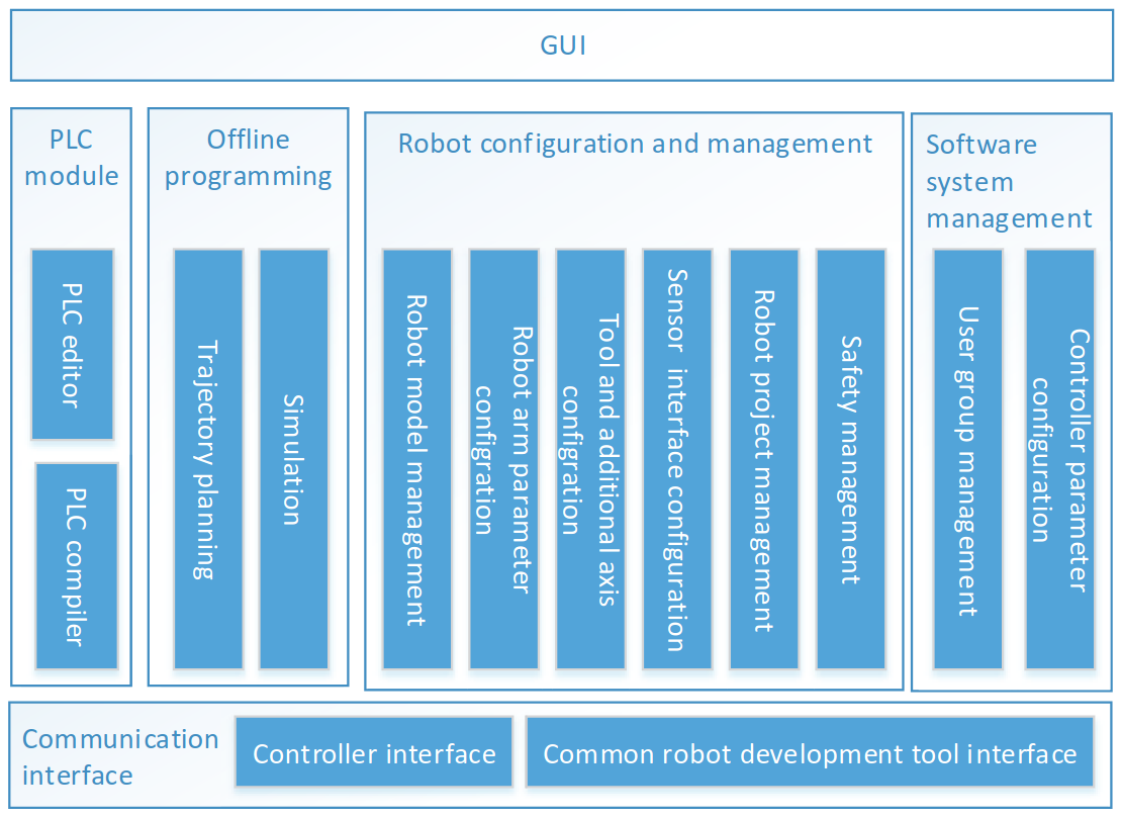 GUI
PLC
module
PLC editor
PLC compiler
Offline
programming
Trajectory planning
Simulation
Robot configuration and management
Robot model management
Robot arm parameter
configration
Tool and additional axis
configration
Sensor interface configuration
Robot project management
Safety management
Software
system
management
User group management
Controller parameter
configuration
Communication
interface
Controller interface
Common robot development tool interface